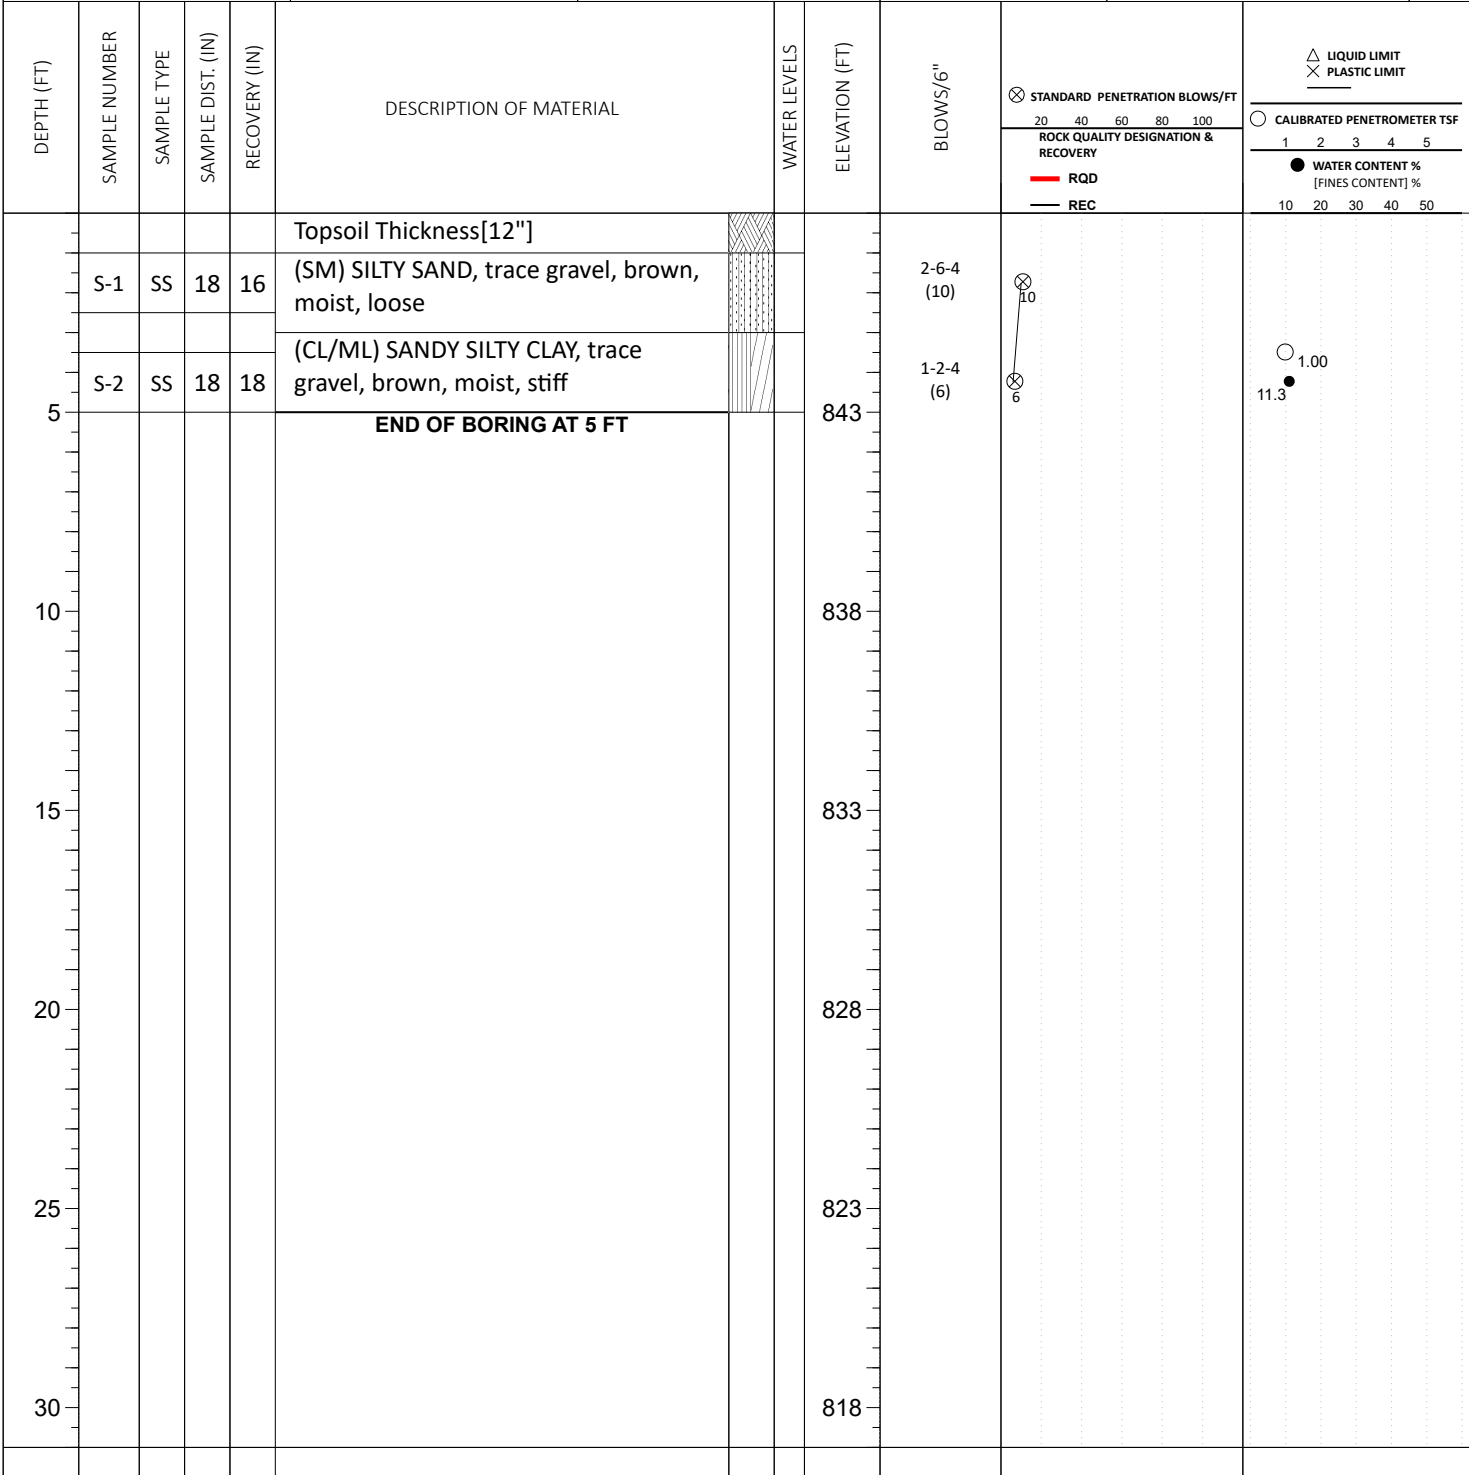 DEPTH (FT)
SAMPLE NUMBER
SAMPLE TYPE
SAMPLE DIST. (IN)
RECOVERY (IN)
DESCRIPTION OF MATERIAL
WATER LEVELS
ELEVATION (FT)
BLOWS/6"
STANDARD PENETRATION BLOWS/FT
20 40 60 80 100
ROCK QUALITY DESIGNATION &
RECOVERY
RQD
REC
LIQUID LIMIT
PLASTIC LIMIT
CALIBRATED PENETROMETER TSF
1 2 3 4 5
WATER CONTENT %
[FINES CONTENT] %
10 20 30 40 50
Topsoil Thickness[12"]
S-1 SS 18 16
(SM) SILTY SAND, trace gravel, brown,
moist, loose
2-6-4
(10)
10
S-2 SS 18 18
(CL/ML) SANDY SILTY CLAY, trace
gravel, brown, moist, stiff
1-2-4
(6)
6
1.00
11.3
5
END OF BORING AT 5 FT
843
10 838
15 833
20 828
25 823
30 818